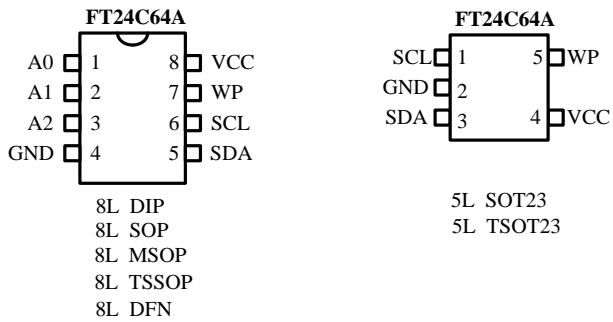 FT24C64A
A0 1 8 VCC
A1 2 7 WP
A2 3 6 SCL
GND 4 5 SDA
8L DIP
8L SOP
8L MSOP
8L TSSOP
8L DFN
FT24C64A
SCL 1 5 WP
GND 2
SDA 3 4 VCC
5L SOT23
5L TSOT23